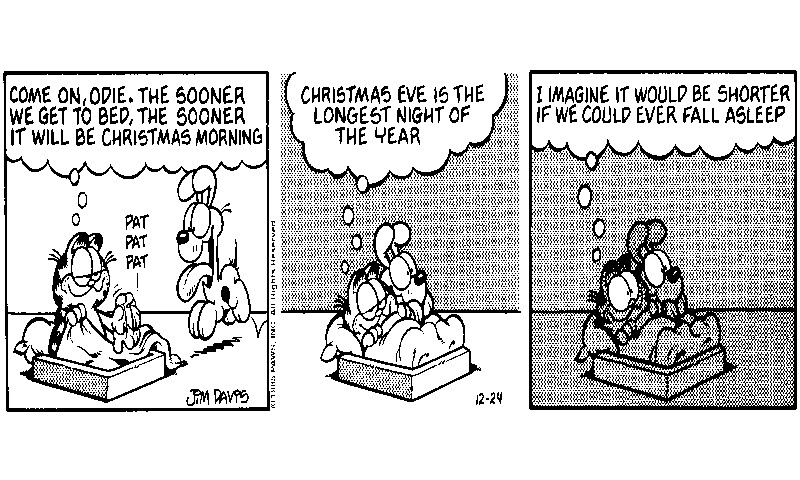 COME ON, ODIE. THE SOONER
WE GET TO BED, THE SOONER
IT WILL BE CHRISTMAS MORNING
PAT
PAT
PAT
JIM DAVIS
CHRISTMAS EVE IS THE
LONGEST NIGHT OF
THE YEAR
12-24
I IMAGINE IT WOULD BE SHORTER
IF WE COULD EVER FALL ASLEEP